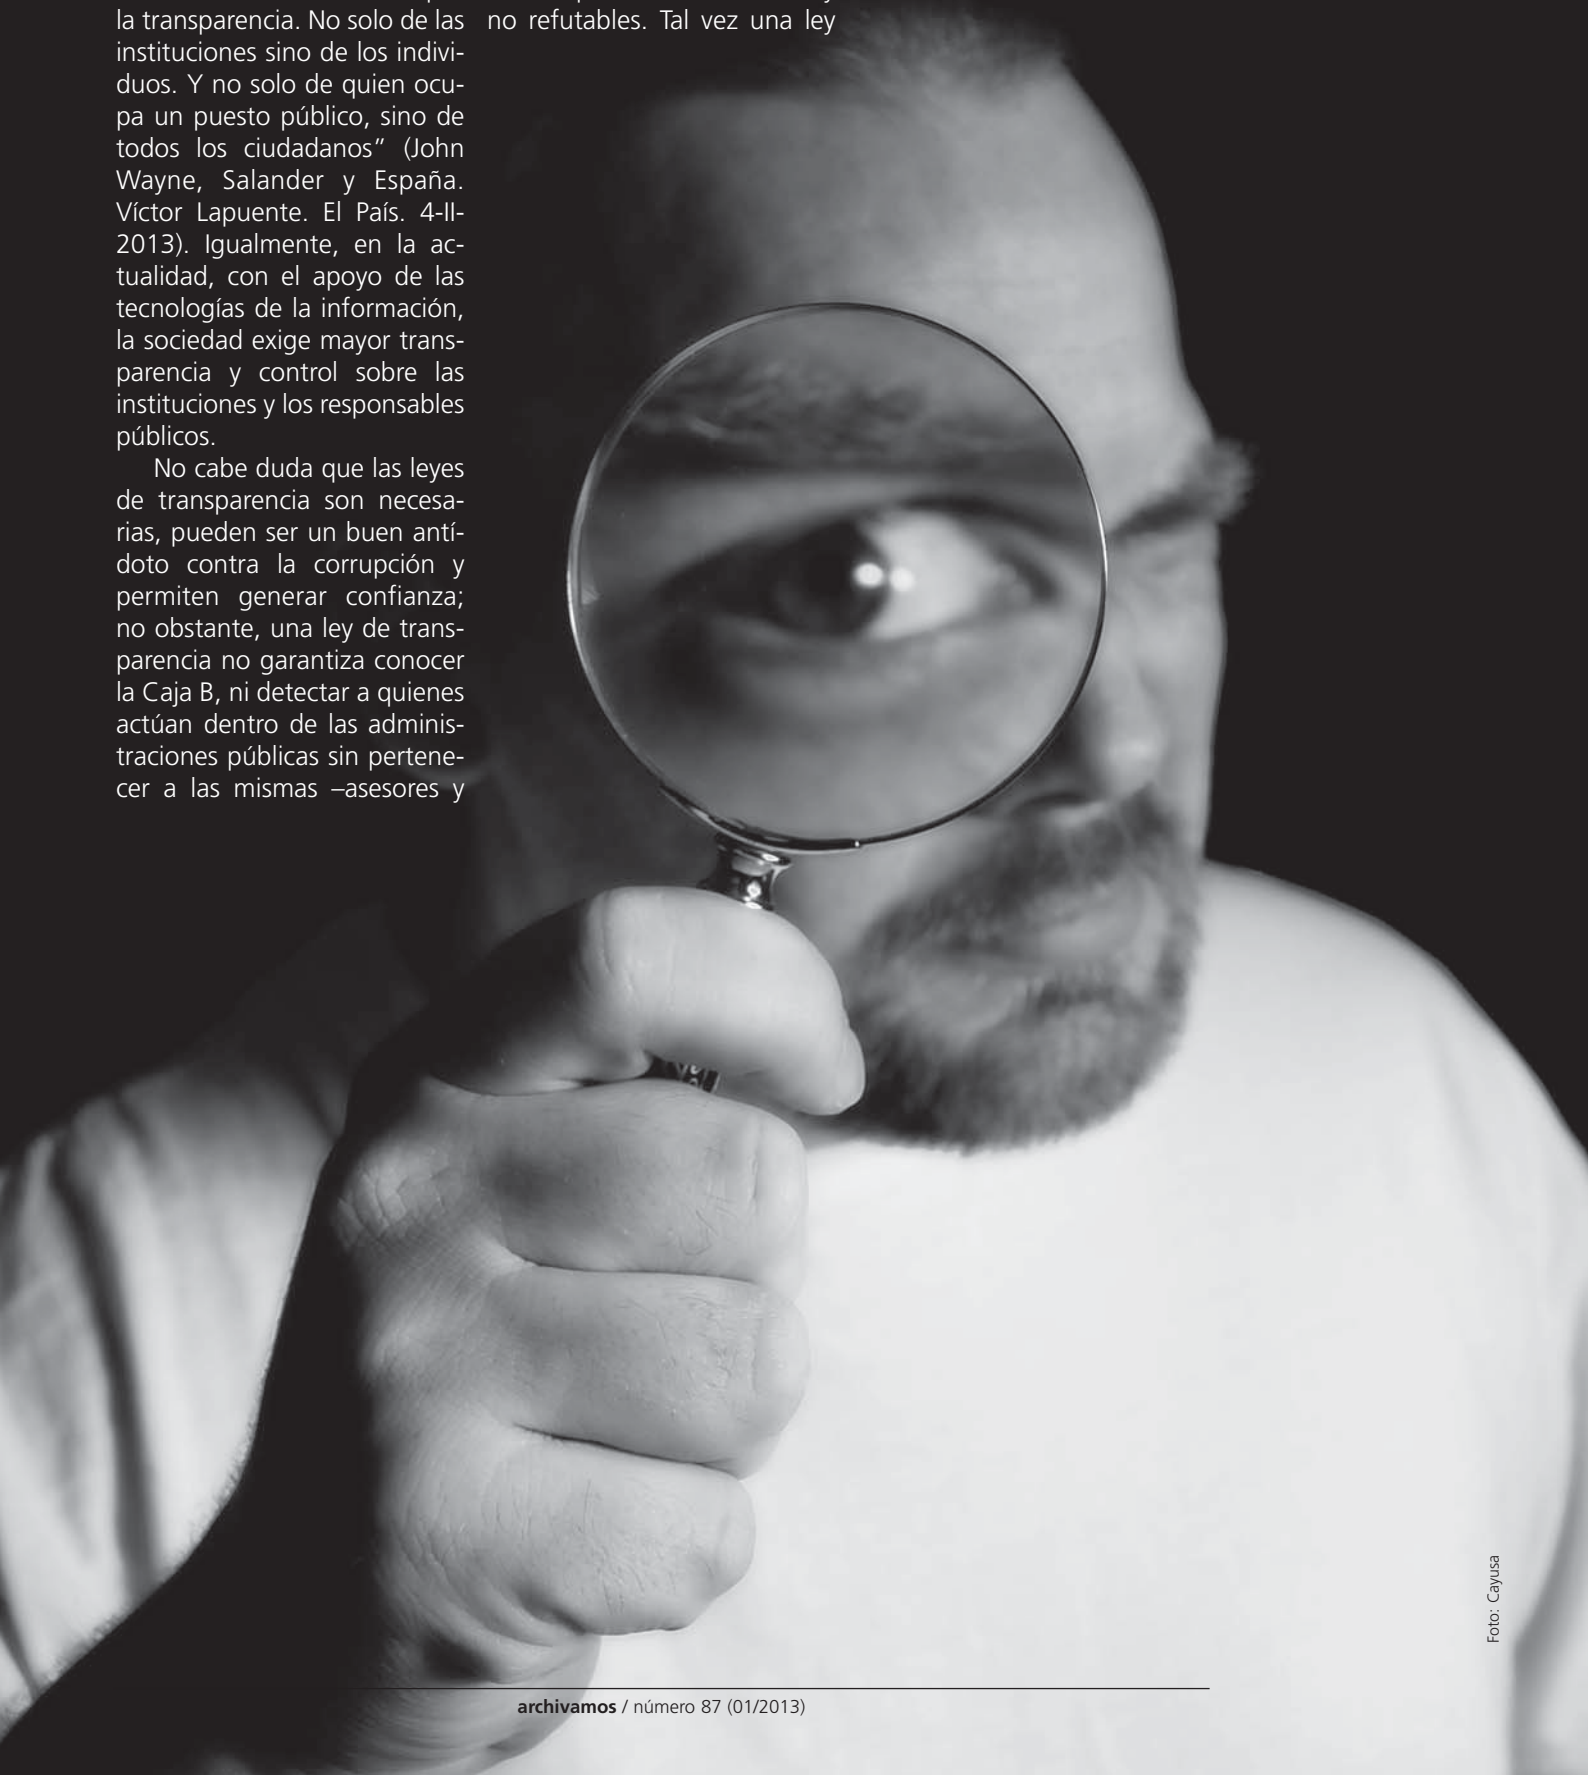 la transparencia. No solo de las
instituciones sino de los indivi-
duos. Y no solo de quien ocu-
pa un puesto público, sino de
todos los ciudadanos” (John
Wayne, Salander y España.
Víctor Lapuente. El País. 4-II-
2013). Igualmente, en la ac-
tualidad, con el apoyo de las
tecnologías de la información,
la sociedad exige mayor trans-
parencia y control sobre las
instituciones y los responsables
públicos.
No cabe duda que las leyes
de transparencia son necesa-
rias, pueden ser un buen antí-
doto contra la corrupción y
permiten generar confianza;
no obstante, una ley de trans-
parencia no garantiza conocer
la Caja B, ni detectar a quienes
actúan dentro de las adminis-
traciones públicas sin pertene-
cer a las mismas –asesores y
no refutables. Tal vez una ley
Foto: Cayusa
archivamos / número 87 (01/2013)